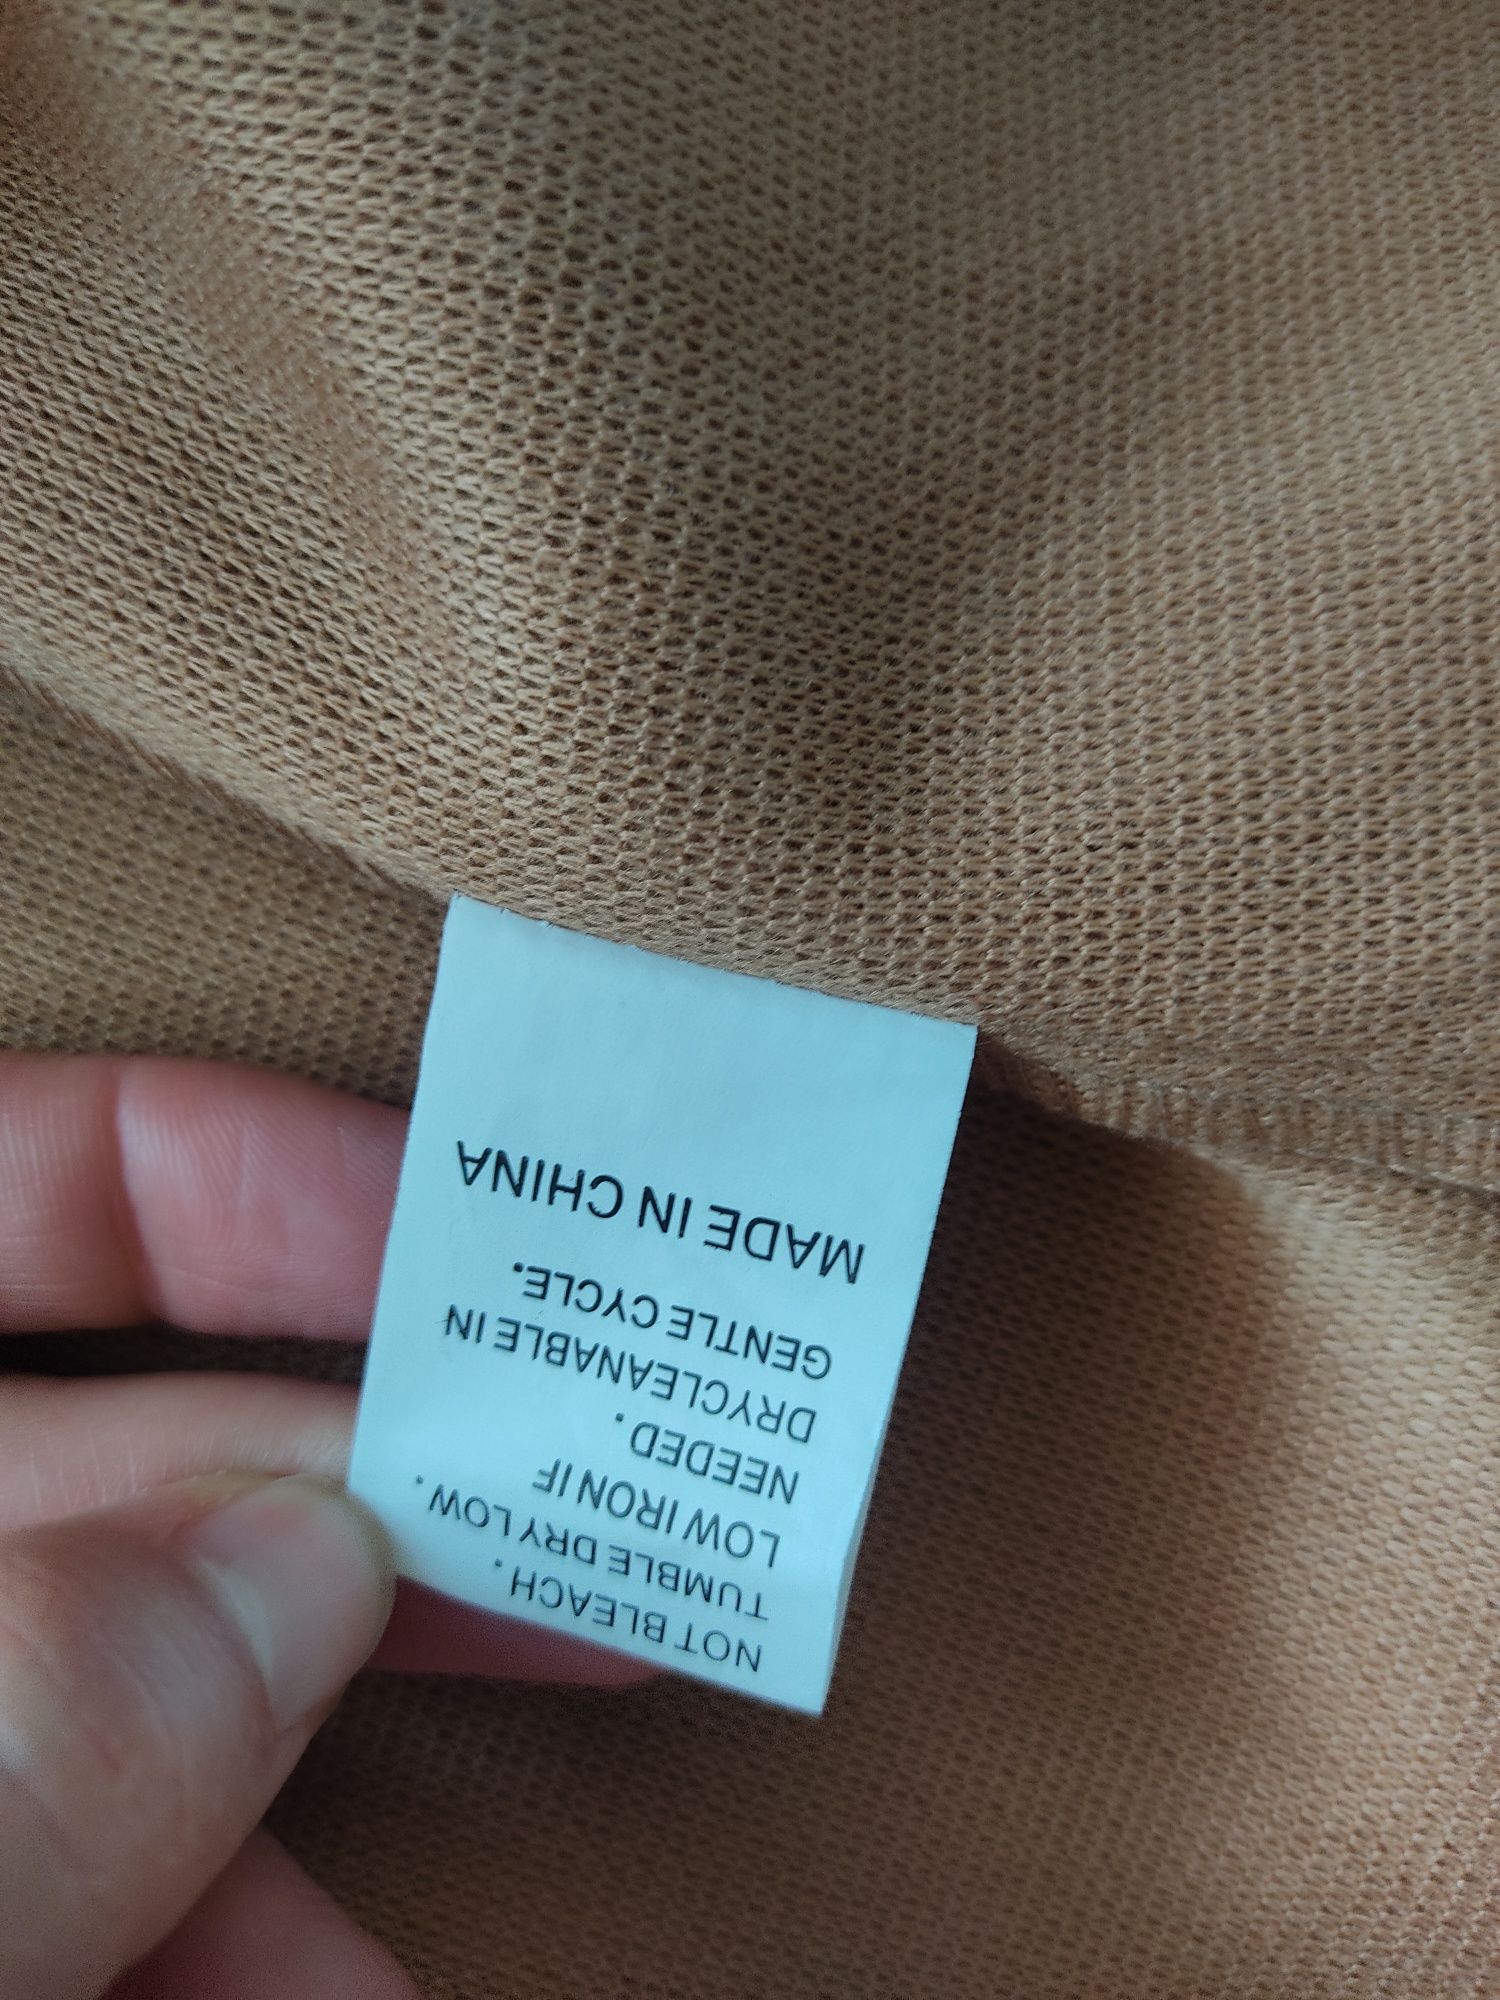 NOT BLEACH.
TUMBLE DRY LOW.
LOW IRON IF
NEEDED.
DRYCLEANABLE IN
GENTLE CYCLE.
MADE IN CHINA